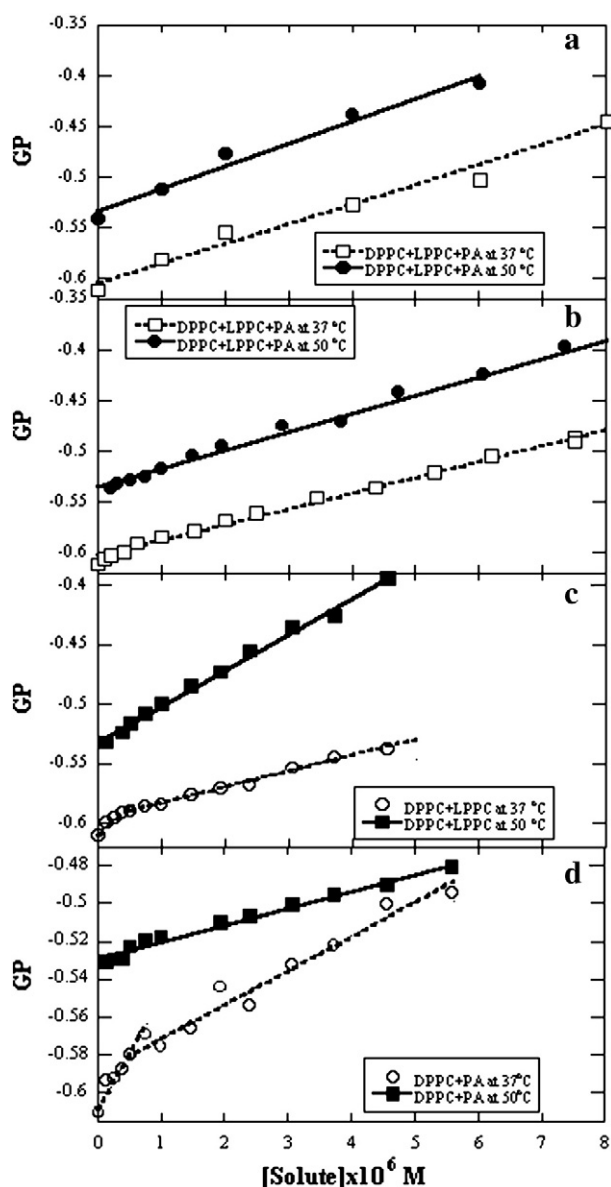 -0.35
a
-0.4
-0.45
GP
-0.5
-0.55
DPPC+LPPC+PA at 37 °C
DPPC+LPPC+PA at 50 °C
-0.6
-0.35
DPPC+LPPC+PA at 37 °C
DPPC+LPPC+PA at 50 °C
b
-0.4
-0.45
GP
-0.5
-0.55
-0.6
-0.4
c
-0.45
GP
-0.5
-0.55
DPPC+LPPC at 37 °C
DPPC+LPPC at 50 °C
-0.6
-0.48
d
-0.5
-0.52
GP
-0.54
-0.56
-0.58
DPPC+PA at 37°C
DPPC+PA at 50°C
-0.6
0 1 2 3 4 5 6 7 8
[Solute]x10⁶ M